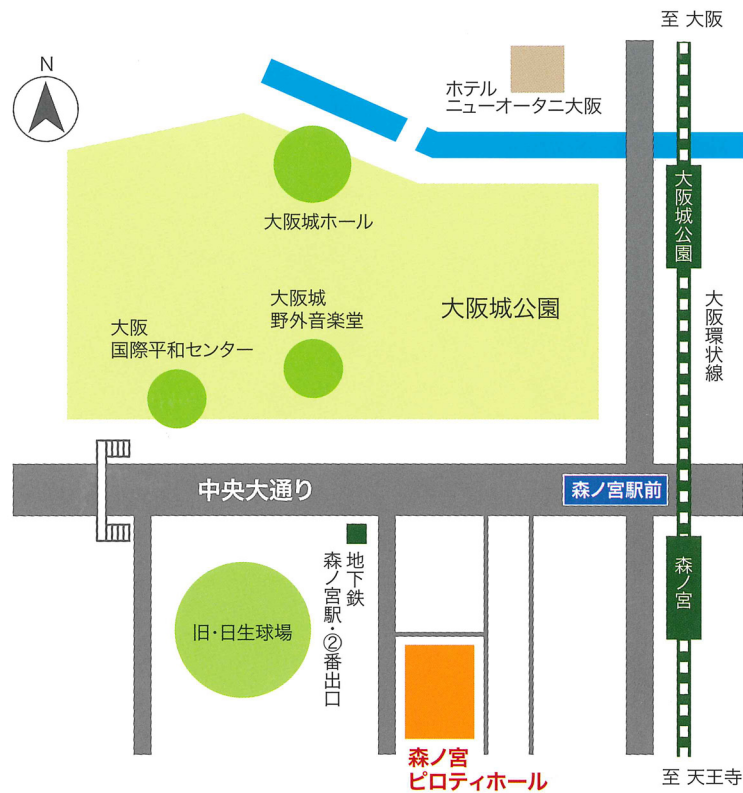 至 大阪
N
ホテル
ニューオータニ大阪
大阪城公園
大阪城ホール
大阪環状線
大阪城
野外音楽堂
大阪城公園
大阪
国際平和センター
中央大通り
森ノ宮駅前
地下鉄
森ノ宮駅・②番出口
森ノ宮
旧・日生球場
森ノ宮
ピロティホール
至 天王寺